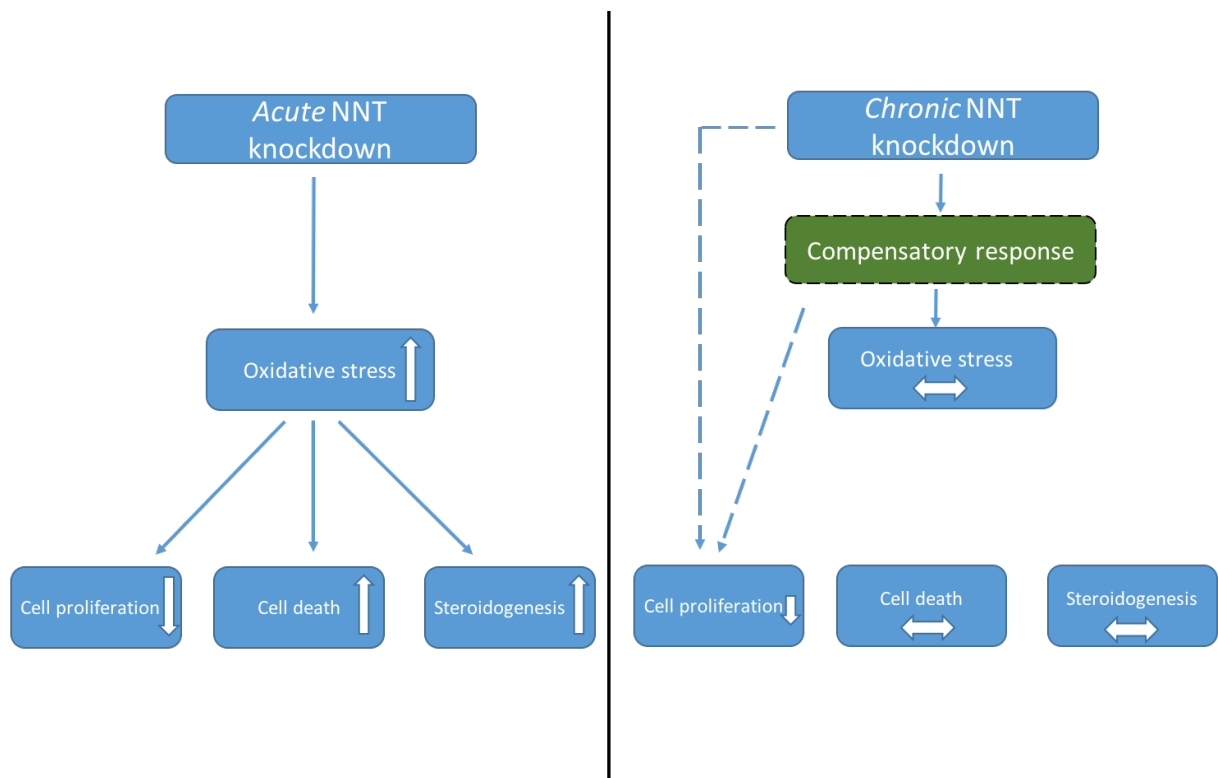 Acute NNT
knockdown
Oxidative stress
Cell proliferation
Cell death
Steroidogenesis
Chronic NNT
knockdown
Compensatory response
Oxidative stress
Cell proliferation
Cell death
Steroidogenesis